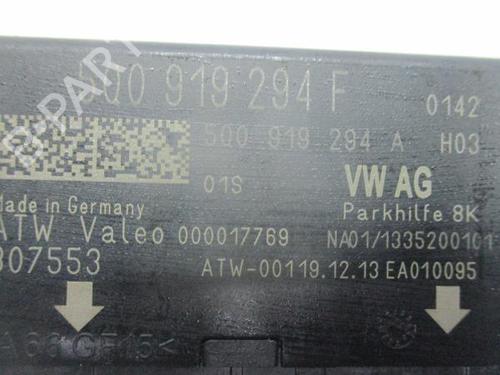 5Q0 919 294 F 0142
5Q0 919 294 A H03
01S VW AG
Made in Germany Parkhilfe 8K
ATW Valeo 000017769 NA01/1335200101
307553 ATW-00119.12.13 EA010095
B-PARTS